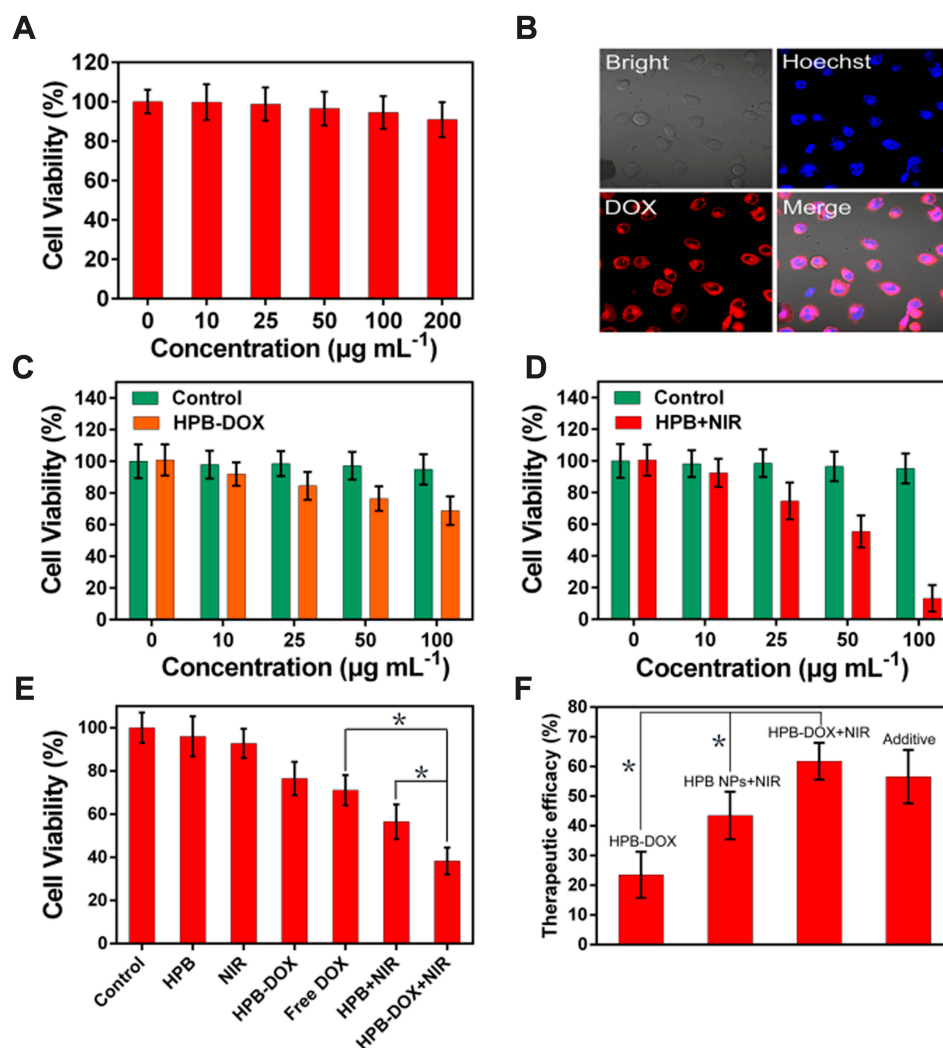 A
Cell Viability (%)
120
100
80
60
40
20
0
0 10 25 50 100 200
Concentration (µg mL⁻¹)
B
Bright
Hoechst
DOX
Merge
C
Cell Viability (%)
Control
HPB-DOX
140
120
100
80
60
40
20
0
0 10 25 50 100
Concentration (µg mL⁻¹)
D
Cell Viability (%)
Control
HPB+NIR
140
120
100
80
60
40
20
0
0 10 25 50 100
Cocentration (µg mL⁻¹)
E
Cell Viability (%)
100
80
60
40
20
0
*
*
Control
HPB
NIR
HPB-DOX
Free DOX
HPB+NIR
HPB-DOX+NIR
F
Therapeutic efficacy (%)
80
70
60
50
40
30
20
10
0
*
*
HPB-DOX
HPB NPs+NIR
HPB-DOX+NIR
Additive